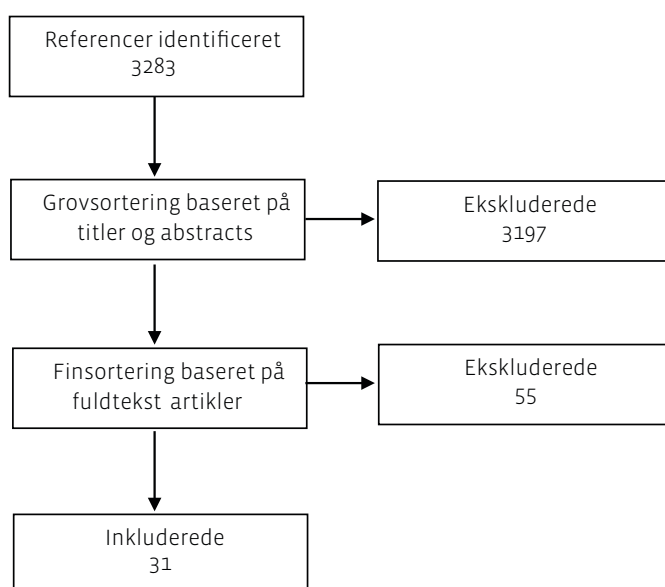 Referencer identificeret
3283
Grovsortering baseret på
titler og abstracts
Ekskluderede
3197
Finsortering baseret på
fuldtekst artikler
Ekskluderede
55
Inkluderede
31